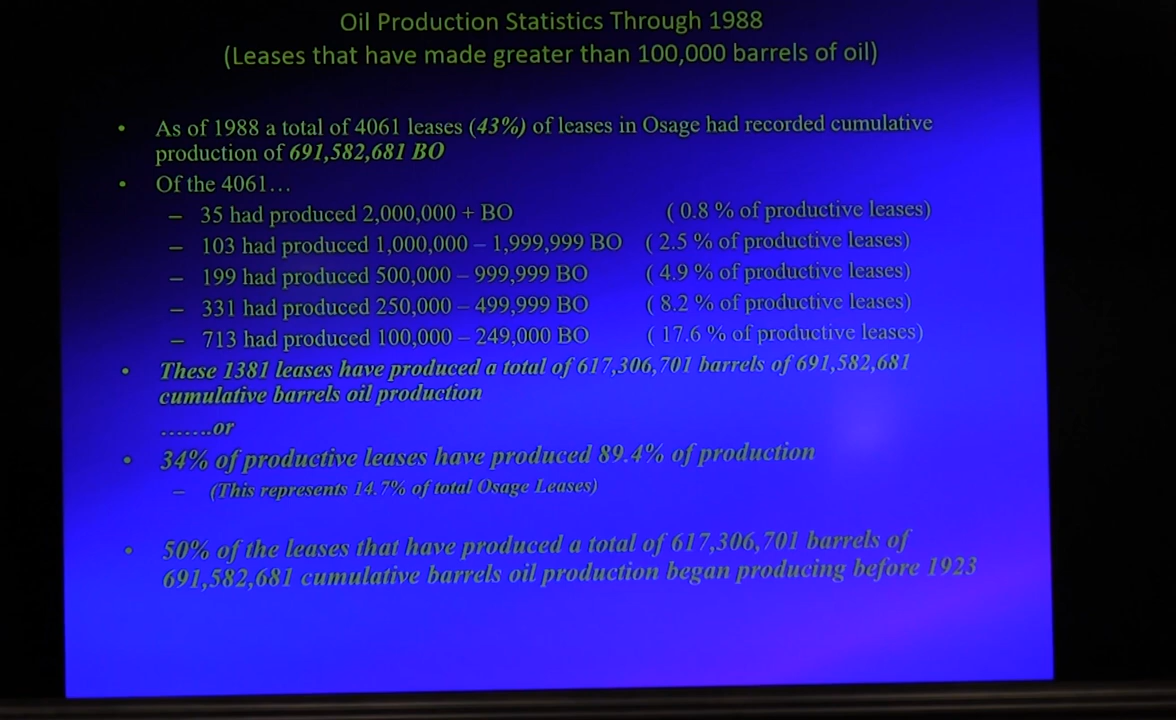 Oil Production Statistics Through 1988
(Leases that have made greater than 100,000 barrels of oil)
• As of 1988 a total of 4061 leases (43%) of leases in Osage had recorded cumulative
production of 691,582,681 BO
• Of the 4061…
– 35 had produced 2,000,000 + BO ( 0.8 % of productive leases)
– 103 had produced 1,000,000 – 1,999,999 BO ( 2.5 % of productive leases)
– 199 had produced 500,000 – 999,999 BO ( 4.9 % of productive leases)
– 331 had produced 250,000 – 499,999 BO ( 8.2 % of productive leases)
– 713 had produced 100,000 – 249,000 BO ( 17.6 % of productive leases)
• These 1381 leases have produced a total of 617,306,701 barrels of 691,582,681
cumulative barrels oil production
…….or
• 34% of productive leases have produced 89.4% of production
– (This represents 14.7% of total Osage Leases)
• 50% of the leases that have produced a total of 617,306,701 barrels of
691,582,681 cumulative barrels oil production began producing before 1923